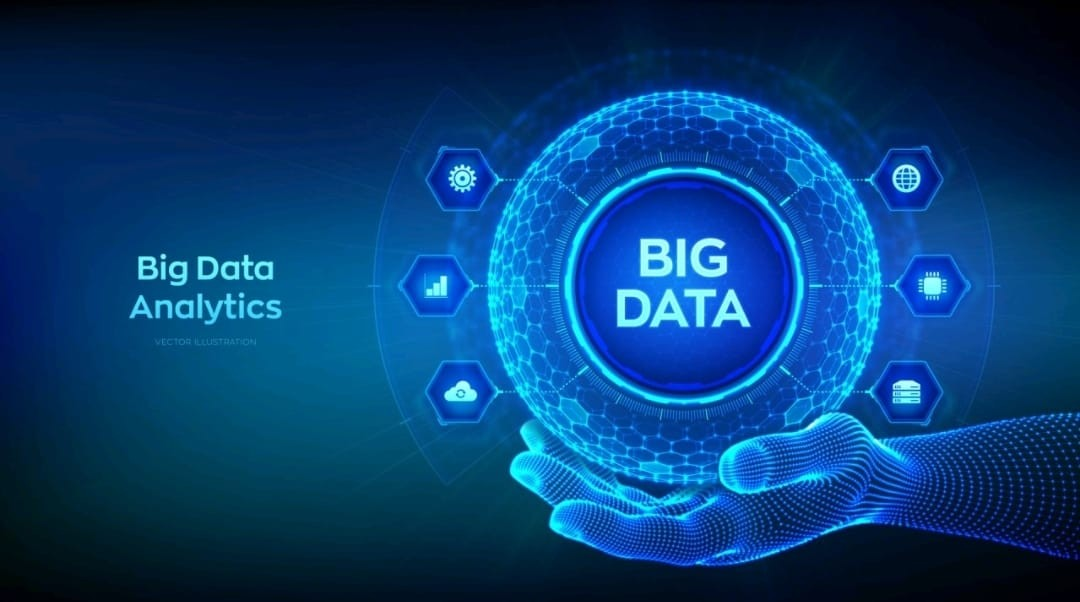 Big Data
Analytics
VECTOR ILLUSTRATION
BIG
DATA